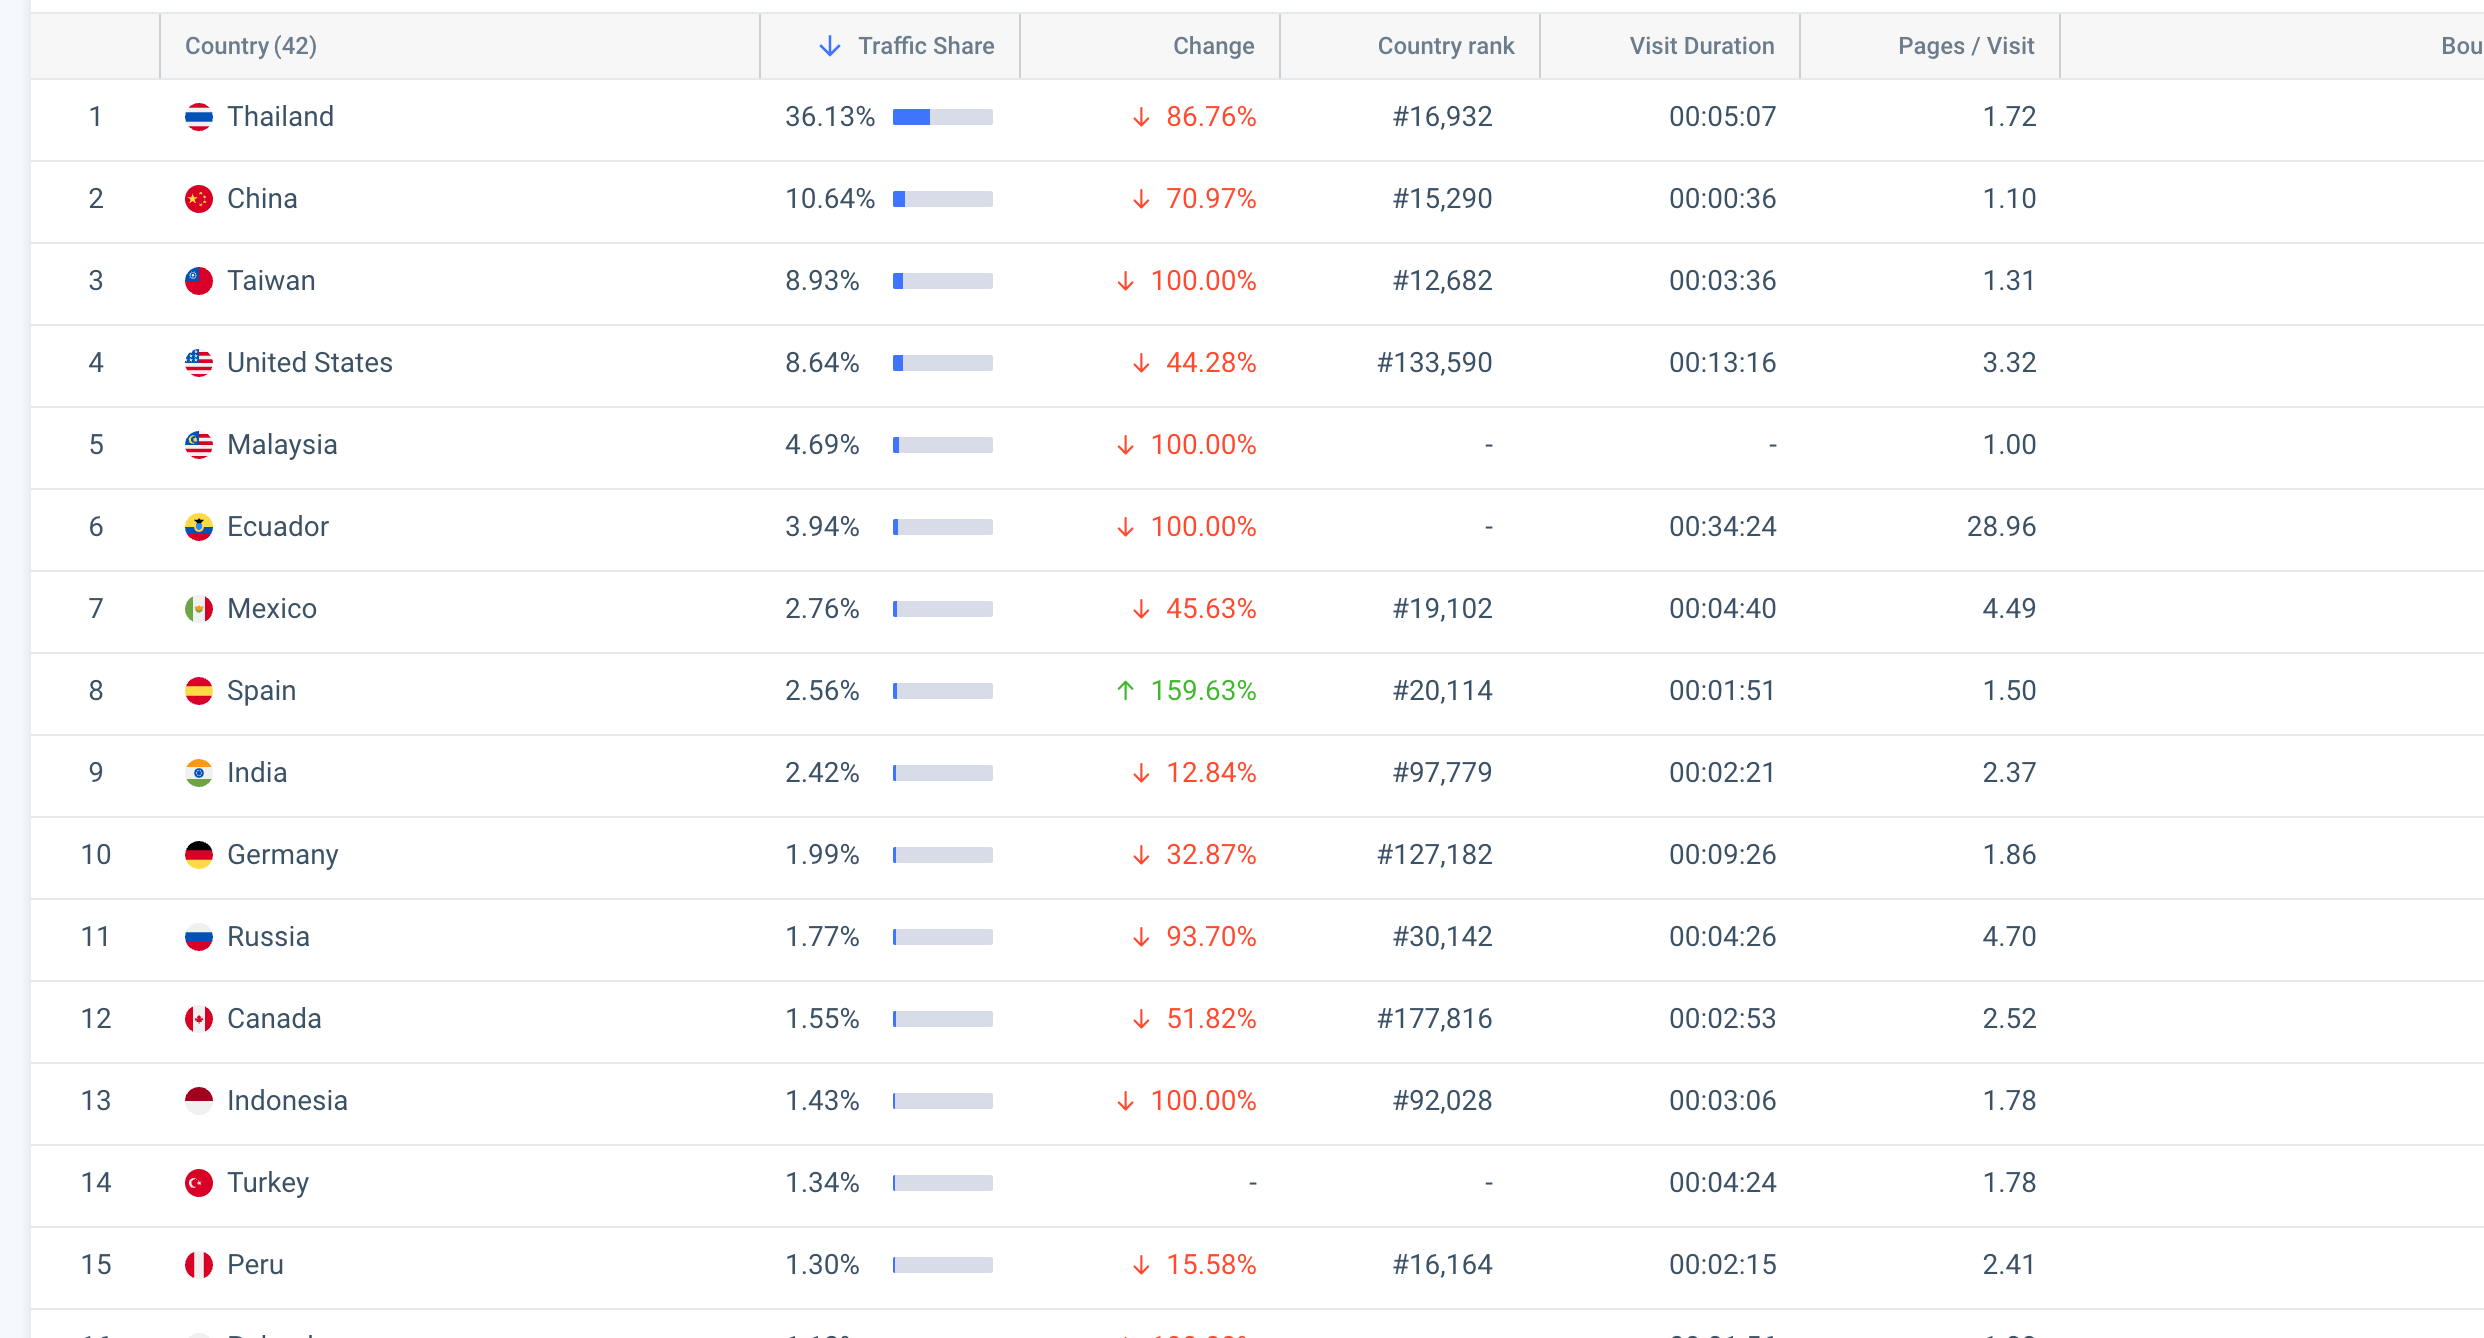 Country (42) Traffic Share Change Country rank Visit Duration Pages / Visit Bou
1 Thailand 36.13% ↓ 86.76% #16,932 00:05:07 1.72
2 China 10.64% ↓ 70.97% #15,290 00:00:36 1.10
3 Taiwan 8.93% ↓ 100.00% #12,682 00:03:36 1.31
4 United States 8.64% ↓ 44.28% #133,590 00:13:16 3.32
5 Malaysia 4.69% ↓ 100.00% - - 1.00
6 Ecuador 3.94% ↓ 100.00% - 00:34:24 28.96
7 Mexico 2.76% ↓ 45.63% #19,102 00:04:40 4.49
8 Spain 2.56% ↑ 159.63% #20,114 00:01:51 1.50
9 India 2.42% ↓ 12.84% #97,779 00:02:21 2.37
10 Germany 1.99% ↓ 32.87% #127,182 00:09:26 1.86
11 Russia 1.77% ↓ 93.70% #30,142 00:04:26 4.70
12 Canada 1.55% ↓ 51.82% #177,816 00:02:53 2.52
13 Indonesia 1.43% ↓ 100.00% #92,028 00:03:06 1.78
14 Turkey 1.34% - - 00:04:24 1.78
15 Peru 1.30% ↓ 15.58% #16,164 00:02:15 2.41